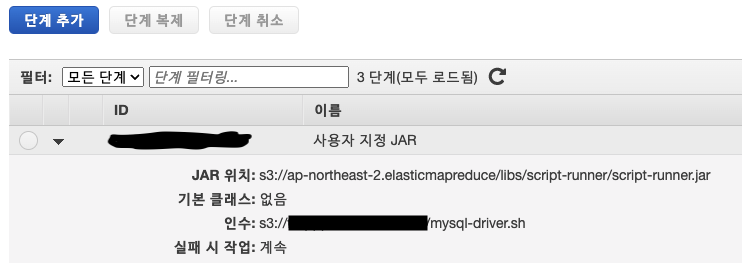 단계 추가 단계 복제 단계 취소
필터: 모든 단계 단계 필터링... 3 단계(모두 로드됨)
ID 이름
사용자 지정 JAR
JAR 위치: s3://ap-northeast-2.elasticmapreduce/libs/script-runner/script-runner.jar
기본 클래스: 없음
인수: s3:// /mysql-driver.sh
실패 시 작업: 계속